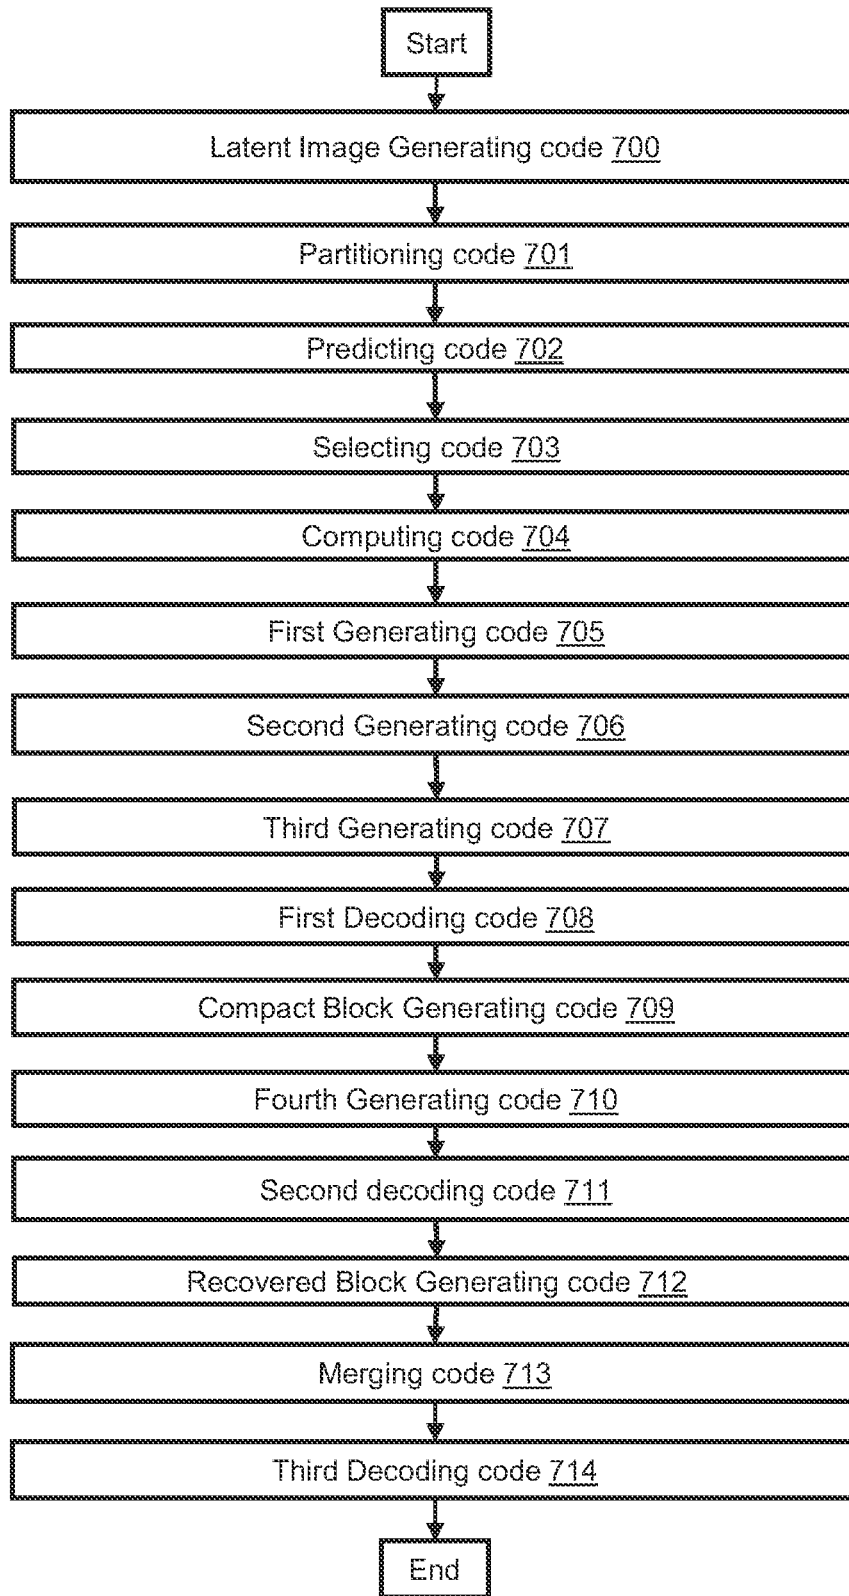 Start
Latent Image Generating code 700
Partitioning code 701
Predicting code 702
Selecting code 703
Computing code 704
First Generating code 705
Second Generating code 706
Third Generating code 707
First Decoding code 708
Compact Block Generating code 709
Fourth Generating code 710
Second decoding code 711
Recovered Block Generating code 712
Merging code 713
Third Decoding code 714
End